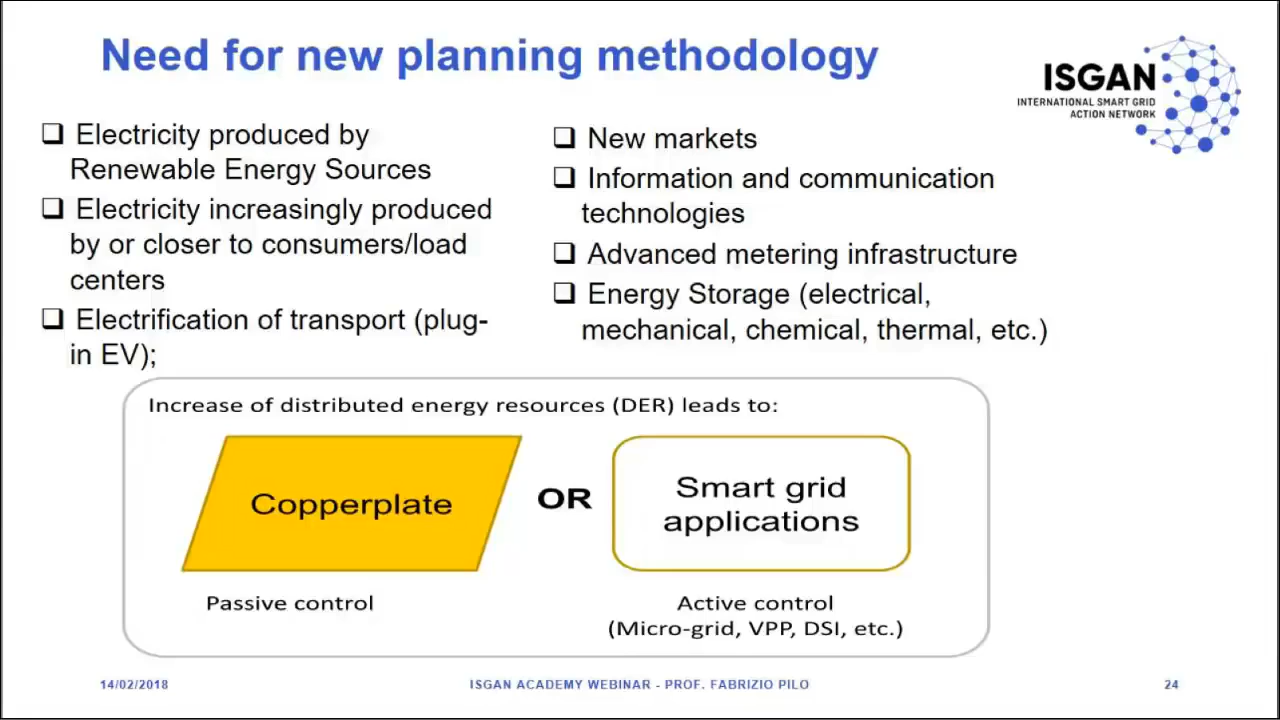 Need for new planning methodology
ISGAN
INTERNATIONAL SMART GRID
ACTION NETWORK
❑ Electricity produced by
Renewable Energy Sources
❑ Electricity increasingly produced
by or closer to consumers/load
centers
❑ Electrification of transport (plug-
in EV);
❑ New markets
❑ Information and communication
technologies
❑ Advanced metering infrastructure
❑ Energy Storage (electrical,
mechanical, chemical, thermal, etc.)
Increase of distributed energy resources (DER) leads to:
Copperplate
OR
Smart grid
applications
Passive control
Active control
(Micro-grid, VPP, DSI, etc.)
14/02/2018
ISGAN ACADEMY WEBINAR - PROF. FABRIZIO PILO
24